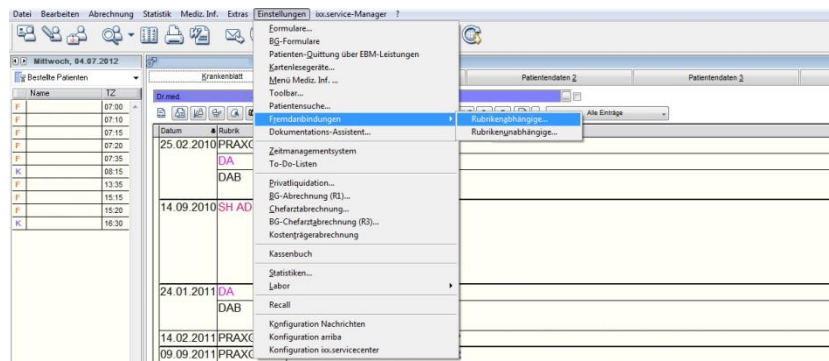 Datei Bearbeiten Abrechnung Statistik Mediz. Inf. Extras Einstellungen ixx.service-Manager ?
Mittwoch, 04.07.2012
Bestellte Patienten
Name TZ
F 07:00
F 07:10
F 07:15
F 07:20
F 07:35
K 08:15
F 13:35
F 15:15
F 15:20
K 16:30
Krankenblatt
Patientendaten 2
Patientendaten 3
Dr.med.
Alle Einträge
Datum Rubrik
25.02.2010 PRAXO
DA
DAB
14.09.2010 SH AD
24.01.2011 DA
DAB
14.02.2011 PRAXO
09.09.2011 PRAXO
Formulare...
BG-Formulare
Patienten-Quittung über EBM-Leistungen
Kartenlesegeräte...
Menü Mediz. Inf. ...
Toolbar...
Patientensuche...
Fremdanbindungen
Dokumentations-Assistent...
Zeitmanagementsystem
To-Do-Listen
Privatliquidation...
BG-Abrechnung (R1)...
Chefarztabrechnung...
BG-Chefarztabrechnung (R3)...
Kostenträgerabrechnung
Kassenbuch
Statistiken...
Labor
Recall
Konfiguration Nachrichten
Konfiguration arriba
Konfiguration ixx.servicecenter
Rubrikenabhängige...
Rubrikenunabhängige...